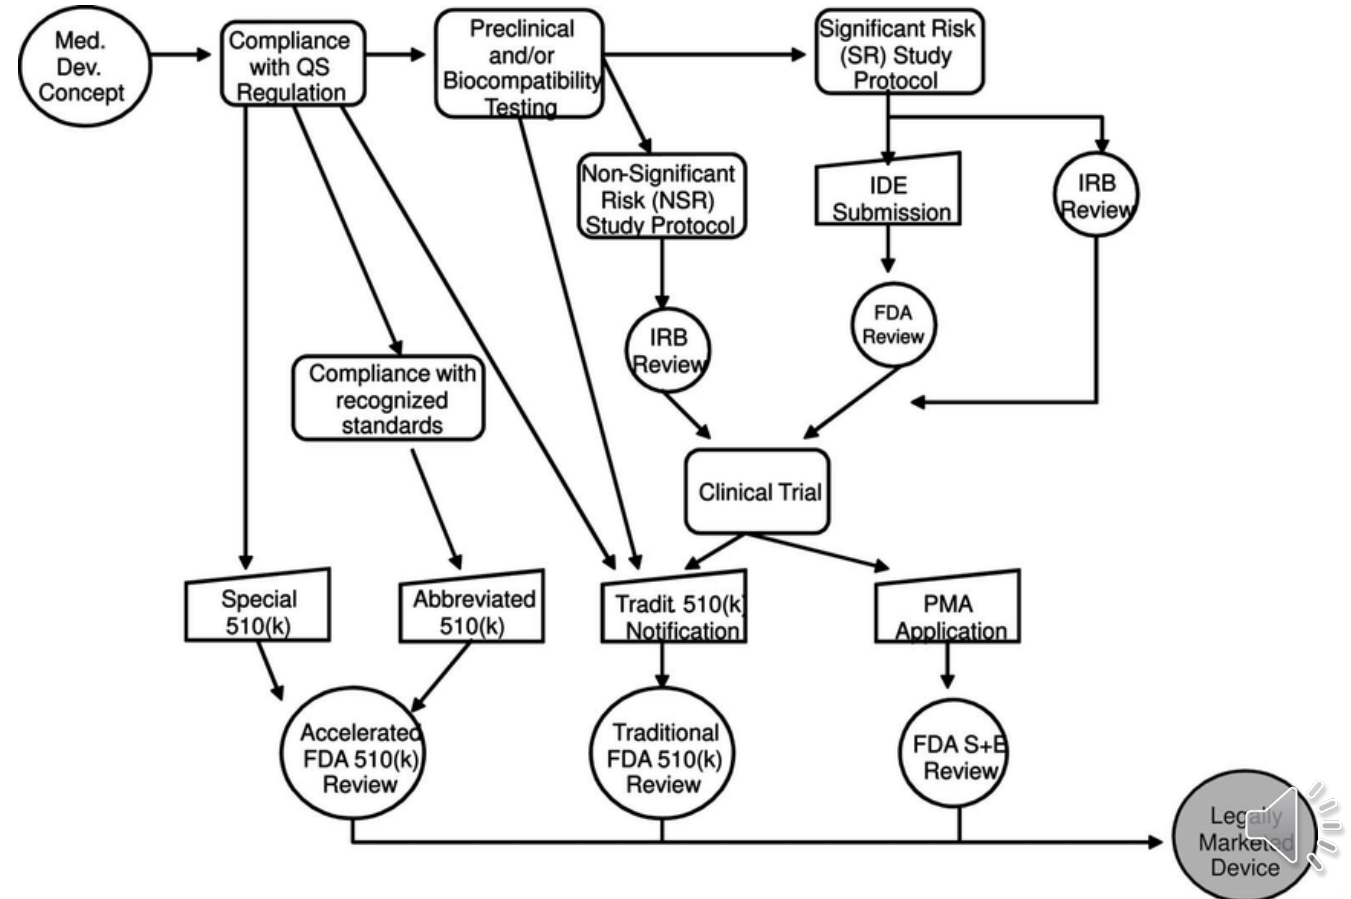 Med.
Dev.
Concept
Compliance
with QS
Regulation
Preclinical
and/or
Biocompatibility
Testing
Significant Risk
(SR) Study
Protocol
Non-Significant
Risk (NSR)
Study Protocol
IDE
Submission
IRB
Review
IRB
Review
FDA
Review
Compliance with
recognized
standards
Clinical Trial
Special
510(k)
Abbreviated
510(k)
Tradit. 510(k)
Notification
PMA
Application
Accelerated
FDA 510(k)
Review
Traditional
FDA 510(k)
Review
FDA S+E
Review
Legally
Marketed
Device